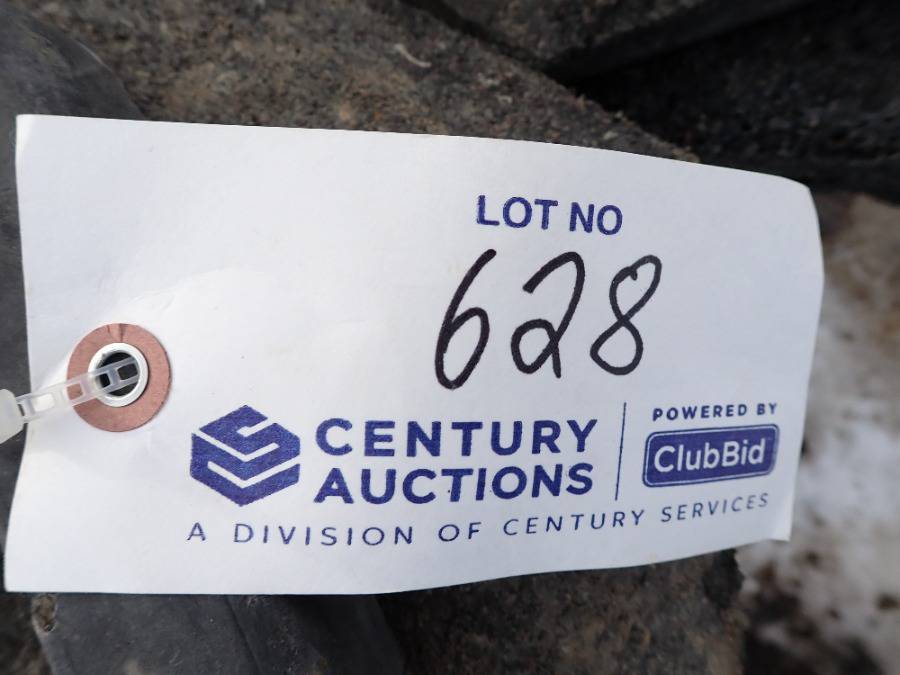 LOT NO
628
CENTURY AUCTIONS
POWERED BY
ClubBid
A DIVISION OF CENTURY SERVICES